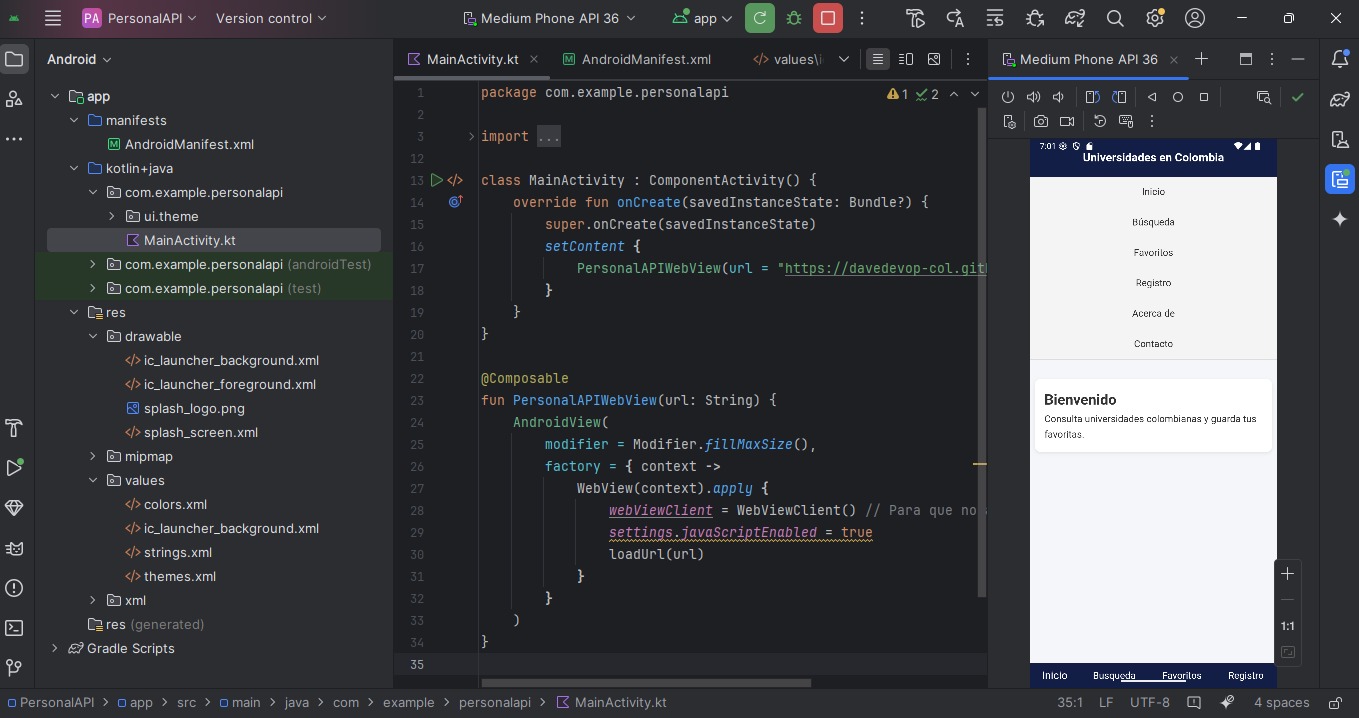 PA PersonalAPI Version control Medium Phone API 36 app
Android
app
manifests
AndroidManifest.xml
kotlin+java
com.example.personalapi
ui.theme
MainActivity.kt
com.example.personalapi (androidTest)
com.example.personalapi (test)
res
drawable
ic_launcher_background.xml
ic_launcher_foreground.xml
splash_logo.png
splash_screen.xml
mipmap
values
colors.xml
ic_launcher_background.xml
strings.xml
themes.xml
xml
res (generated)
Gradle Scripts
MainActivity.kt AndroidManifest.xml values\
1 package com.example.personalapi
1 2
2
3 import ...
12
13 class MainActivity : ComponentActivity() {
14 override fun onCreate(savedInstanceState: Bundle?) {
15 super.onCreate(savedInstanceState)
16 setContent {
17 PersonalAPIWebView(url = "https://davedevop-col.git
18 }
19 }
20 }
21
22 @Composable
23 fun PersonalAPIWebView(url: String) {
24 AndroidView(
25 modifier = Modifier.fillMaxSize(),
26 factory = { context ->
27 WebView(context).apply {
28 webViewClient = WebViewClient() // Para que no
29 settings.javaScriptEnabled = true
30 loadUrl(url)
31 }
32 }
33 )
34 }
35
Medium Phone API 36
7:01
Universidades en Colombia
Inicio
Búsqueda
Favoritos
Registro
Acerca de
Contacto
Bienvenido
Consulta universidades colombianas y guarda tus
favoritas.
Inicio Busqueda Favoritos Registro
1:1
PersonalAPI > app > src > main > java > com > example > personalapi > MainActivity.kt 35:1 LF UTF-8 4 spaces